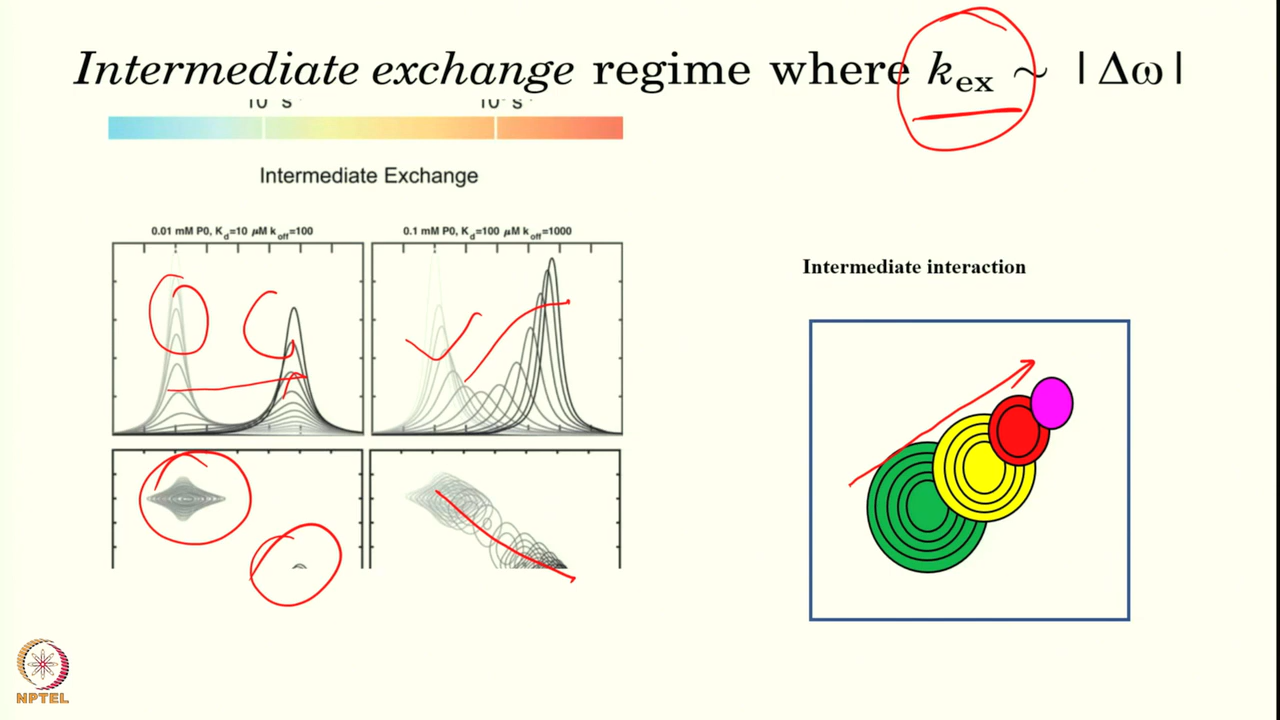 Intermediate exchange regime where k_ex ~ |Δω|
Intermediate Exchange
0.01 mM P0, K_d=10 μM k_off=100
0.1 mM P0, K_d=100 μM k_off=1000
Intermediate interaction
NPTEL